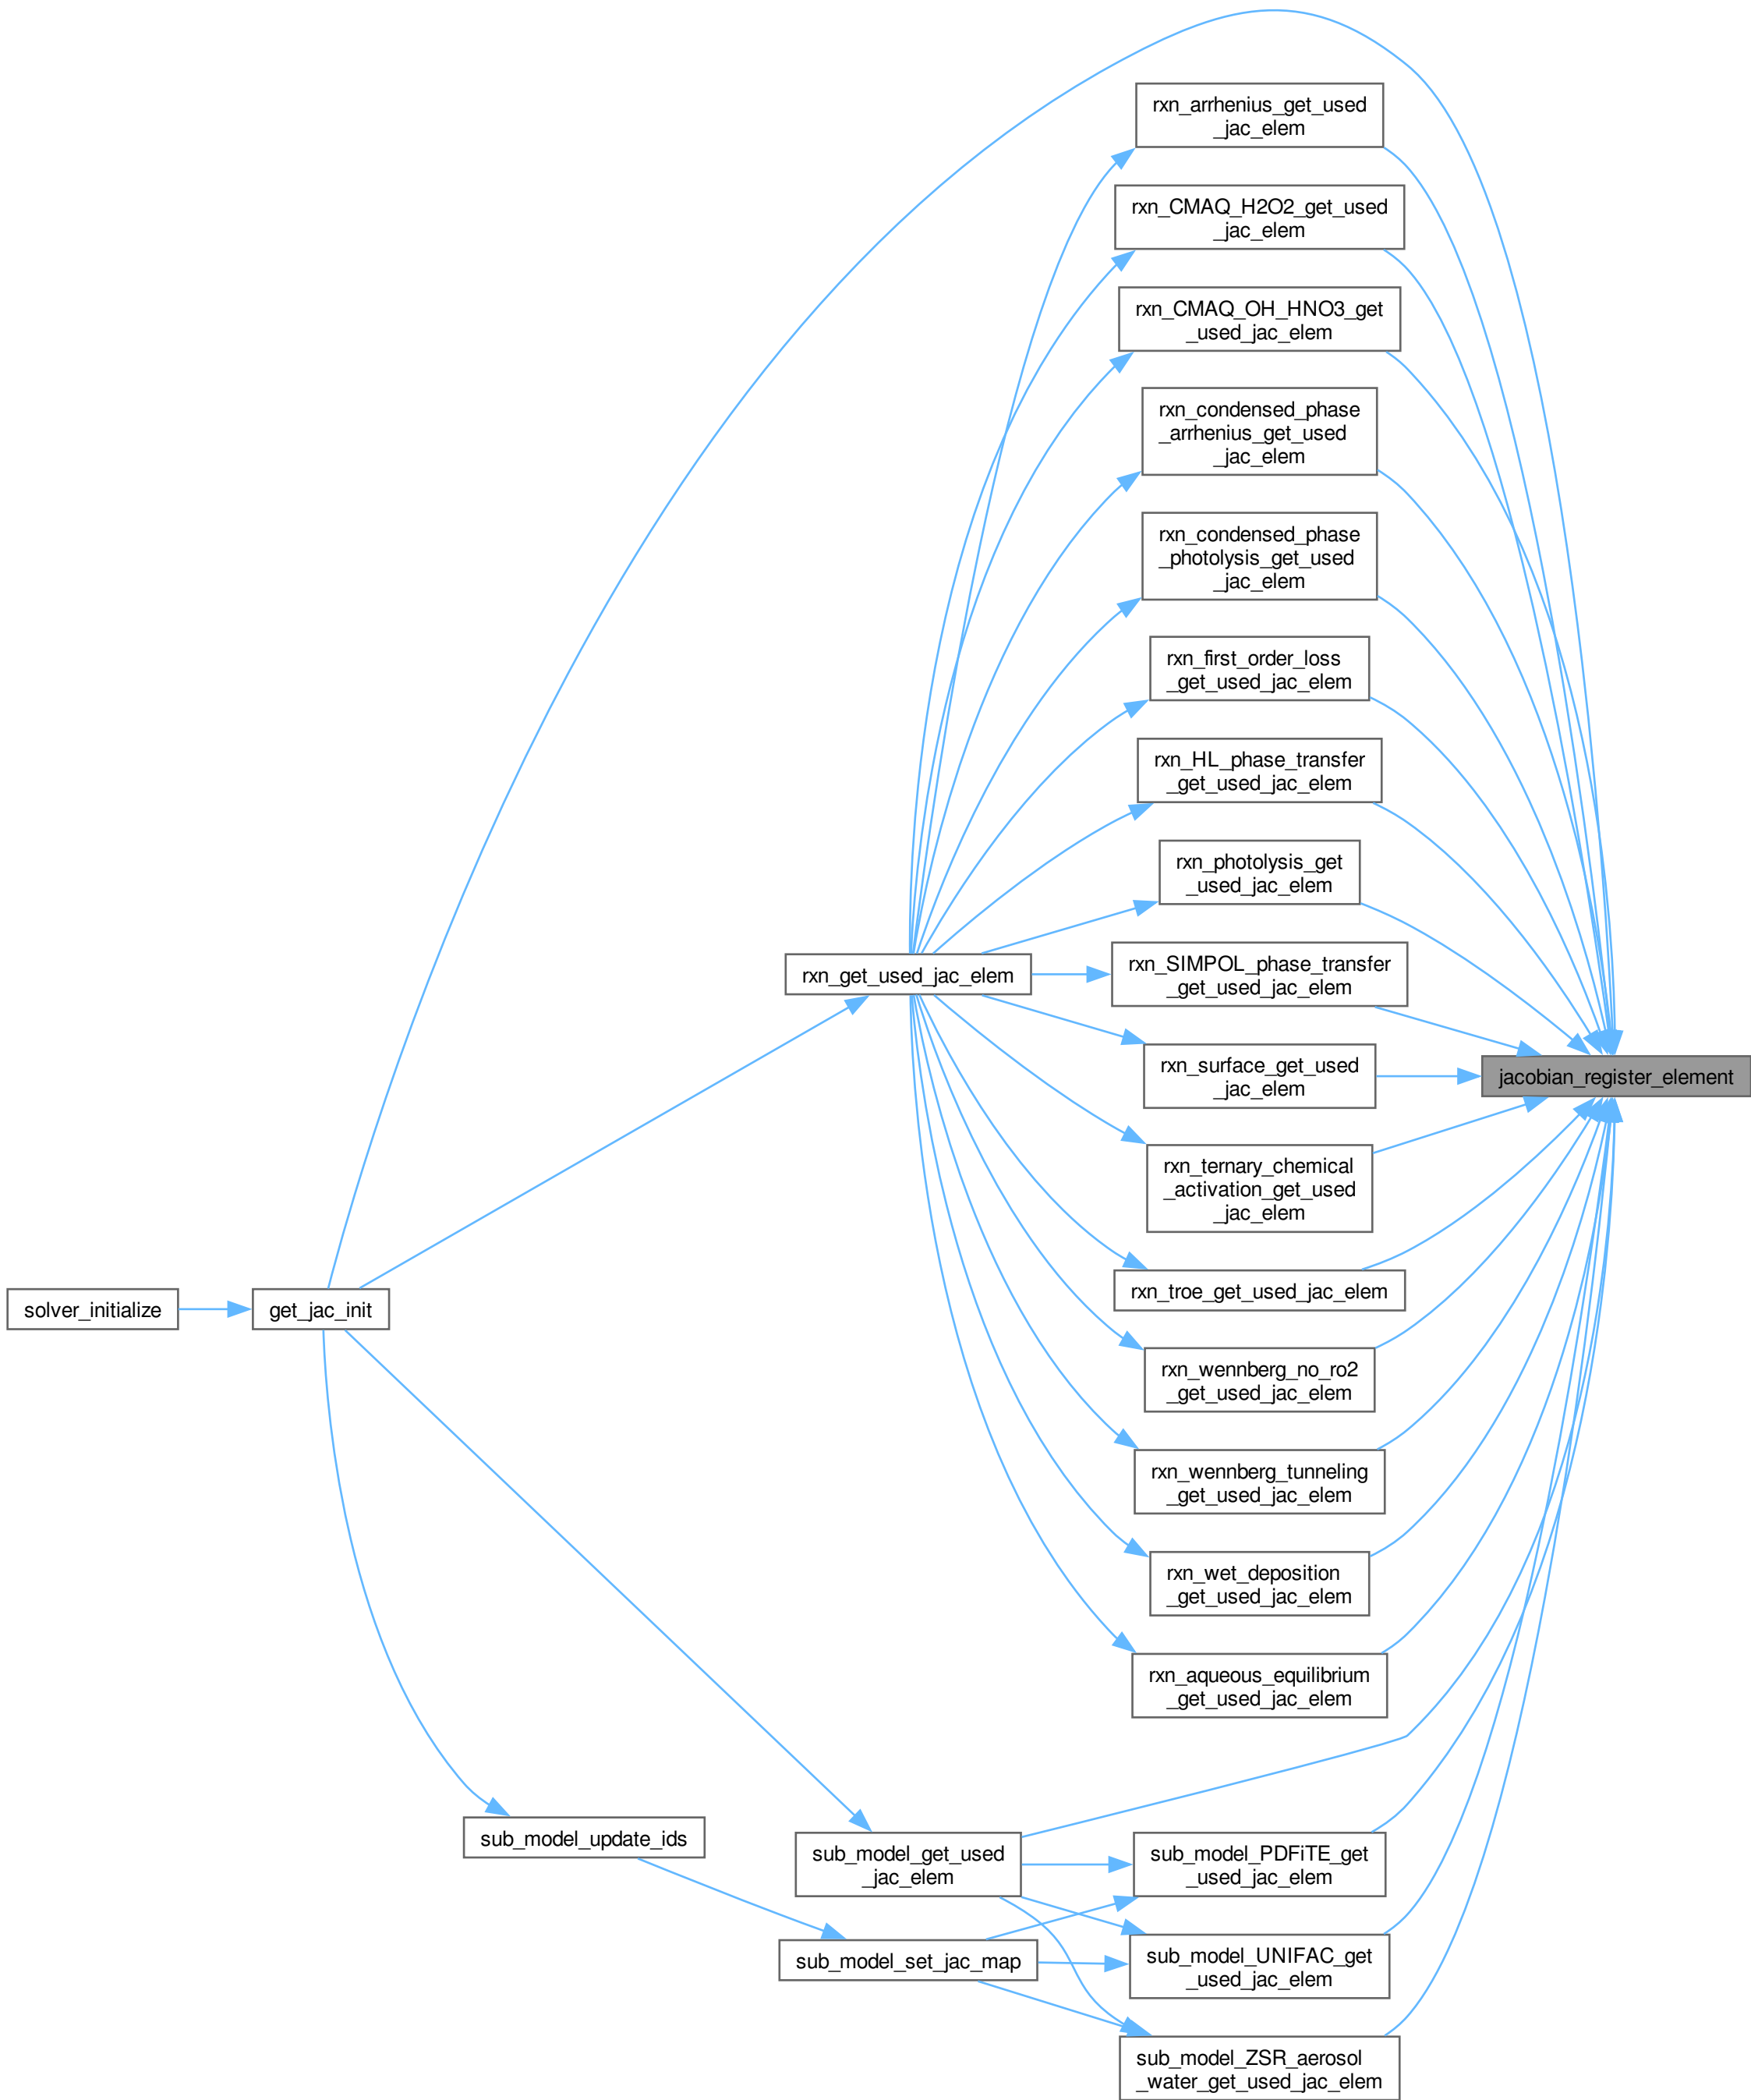 rxn_arrhenius_get_used
_jac_elem
rxn_CMAQ_H2O2_get_used
_jac_elem
rxn_CMAQ_OH_HNO3_get
_used_jac_elem
rxn_condensed_phase
_arrhenius_get_used
_jac_elem
rxn_condensed_phase
_photolysis_get_used
_jac_elem
rxn_first_order_loss
_get_used_jac_elem
rxn_HL_phase_transfer
_get_used_jac_elem
rxn_photolysis_get
_used_jac_elem
rxn_get_used_jac_elem
rxn_SIMPOL_phase_transfer
_get_used_jac_elem
rxn_surface_get_used
_jac_elem
jacobian_register_element
rxn_ternary_chemical
_activation_get_used
_jac_elem
rxn_troe_get_used_jac_elem
solver_initialize
get_jac_init
rxn_wennberg_no_ro2
_get_used_jac_elem
rxn_wennberg_tunneling
_get_used_jac_elem
rxn_wet_deposition
_get_used_jac_elem
rxn_aqueous_equilibrium
_get_used_jac_elem
sub_model_update_ids
sub_model_get_used
_jac_elem
sub_model_PDFiTE_get
_used_jac_elem
sub_model_set_jac_map
sub_model_UNIFAC_get
_used_jac_elem
sub_model_ZSR_aerosol
_water_get_used_jac_elem